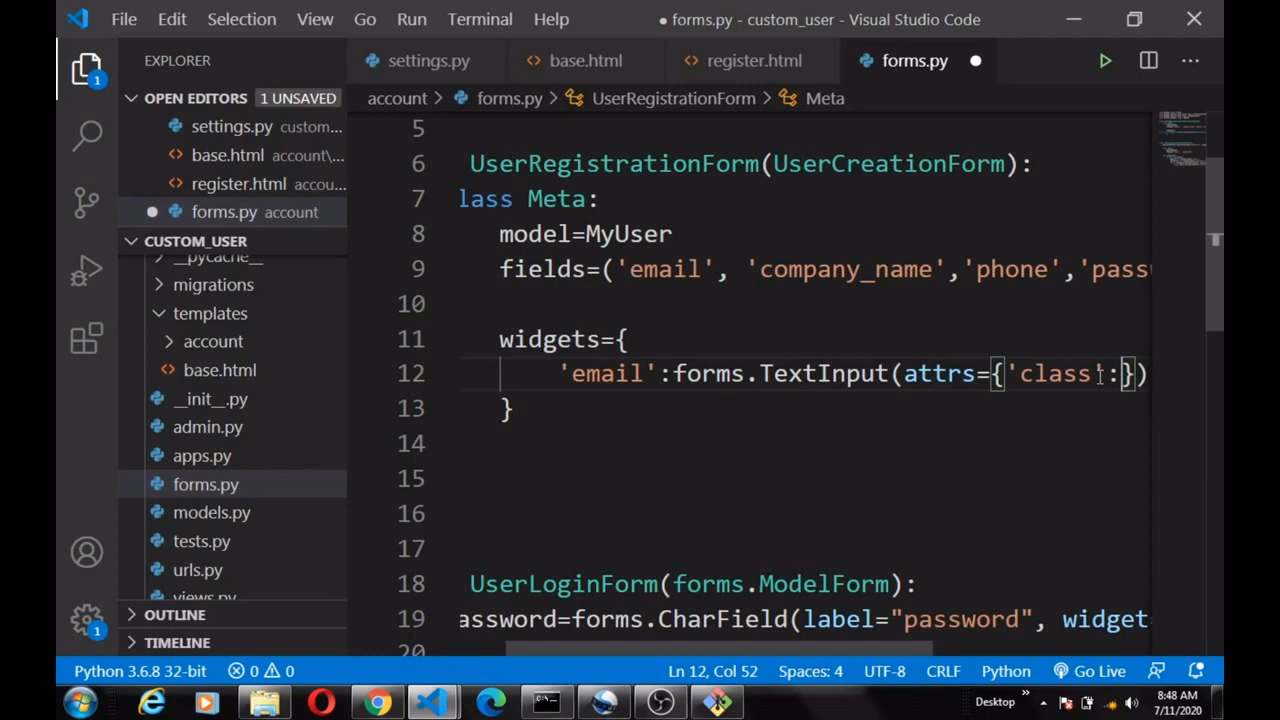 File Edit Selection View Go Run Terminal Help ● forms.py - custom_user - Visual Studio Code
EXPLORER
settings.py base.html register.html forms.py
OPEN EDITORS 1 UNSAVED
account > forms.py > UserRegistrationForm > Meta
settings.py custom...
base.html account\...
register.html accou...
forms.py account
CUSTOM_USER
__pycache__
migrations
templates
account
base.html
__init__.py
admin.py
apps.py
forms.py
models.py
tests.py
urls.py
views.py
OUTLINE
TIMELINE
5
6 UserRegistrationForm(UserCreationForm):
7 lass Meta:
8 model=MyUser
9 fields=('email', 'company_name','phone','passw
10
11 widgets={
12 'email':forms.TextInput(attrs={'class':})
13 }
14
15
16
17
18 UserLoginForm(forms.ModelForm):
19 assword=forms.CharField(label="password", widget=
20
1
1
Python 3.6.8 32-bit 0 0 Ln 12, Col 52 Spaces: 4 UTF-8 CRLF Python Go Live
Desktop » 8:48 AM
7/11/2020